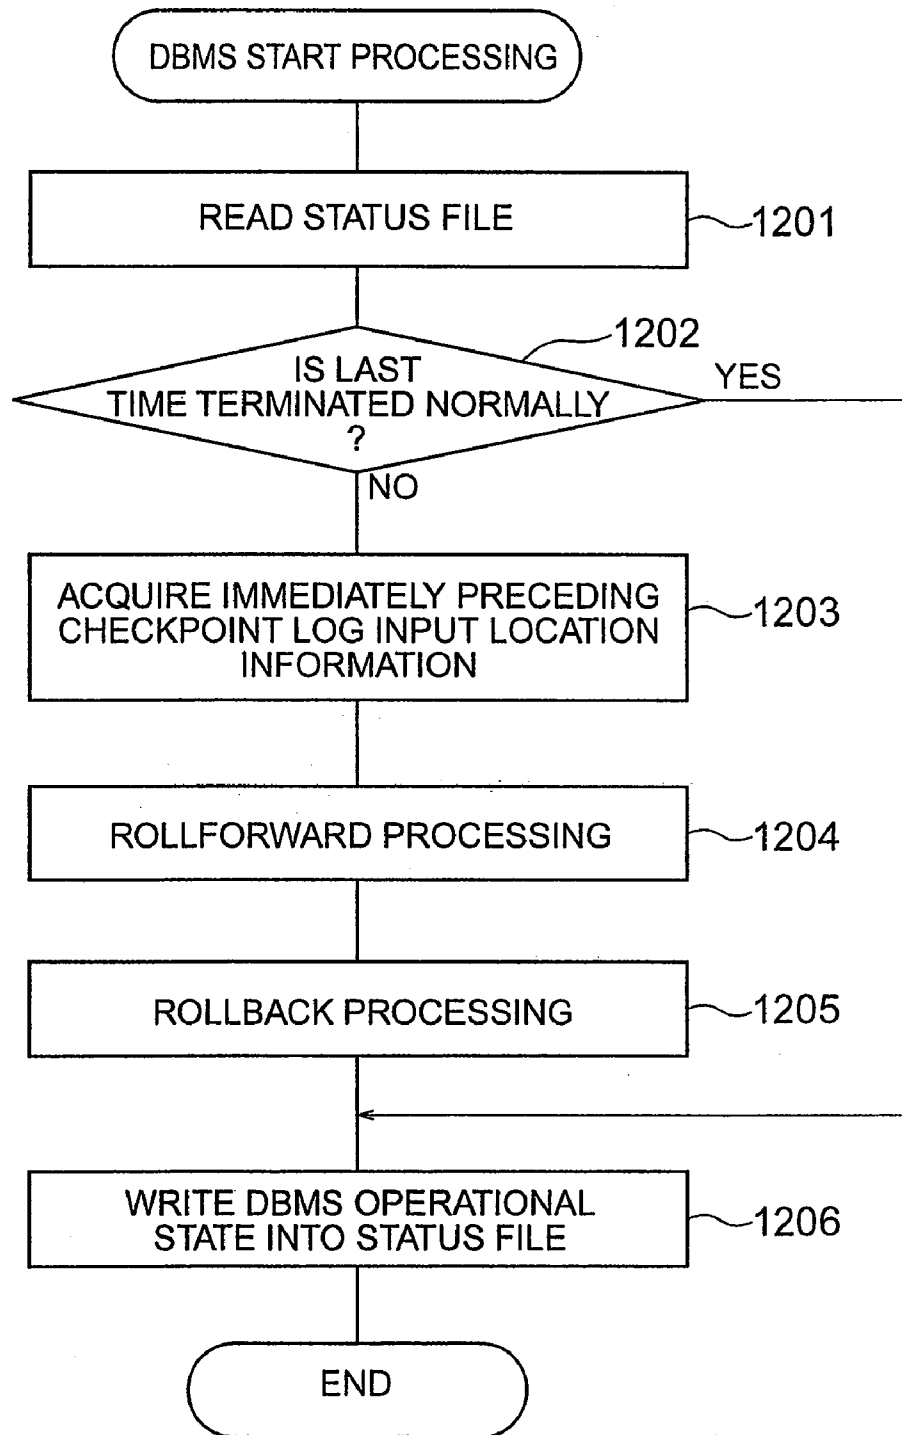 DBMS START PROCESSING
READ STATUS FILE
1201
1202
IS LAST
TIME TERMINATED NORMALLY
?
YES
NO
ACQUIRE IMMEDIATELY PRECEDING
CHECKPOINT LOG INPUT LOCATION
INFORMATION
1203
ROLLFORWARD PROCESSING
1204
ROLLBACK PROCESSING
1205
WRITE DBMS OPERATIONAL
STATE INTO STATUS FILE
1206
END